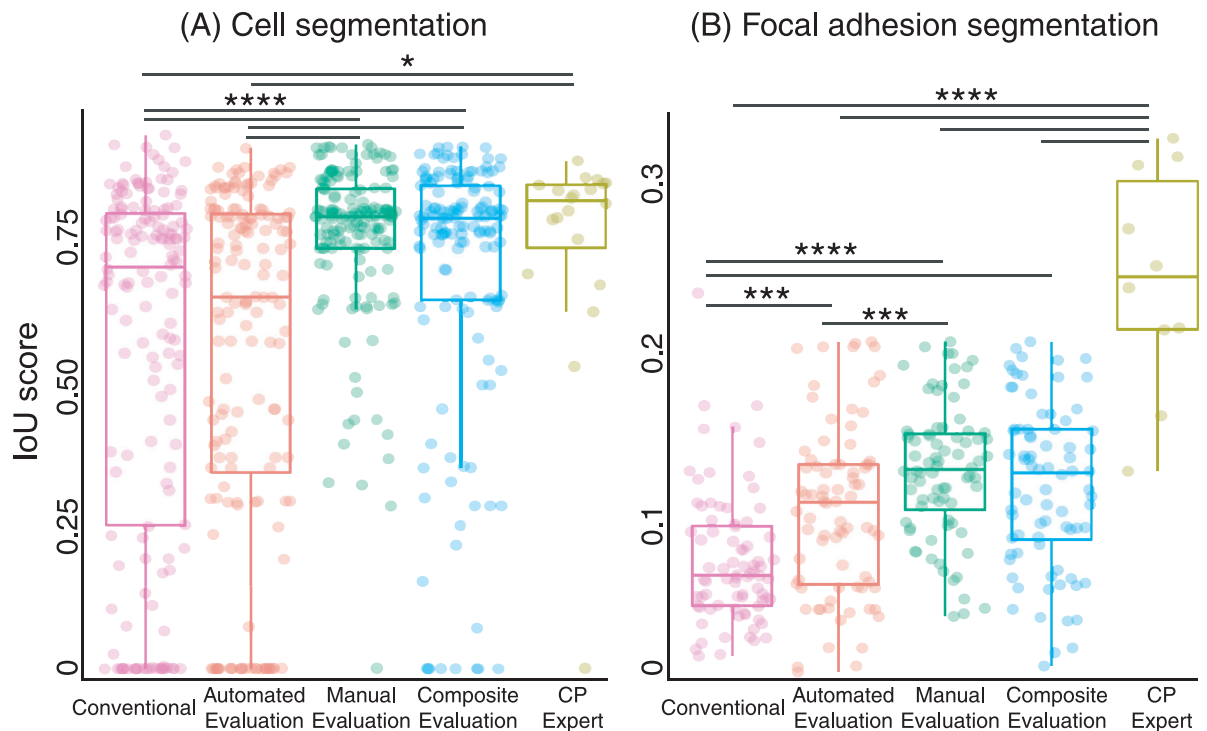 (A) Cell segmentation
*
****
IoU score
0.75
0.50
0.25
0
Conventional
Automated
Evaluation
Manual
Evaluation
Composite
Evaluation
CP
Expert
(B) Focal adhesion segmentation
****
****
***
***
0.3
0.2
0.1
0
Conventional
Automated
Evaluation
Manual
Evaluation
Composite
Evaluation
CP
Expert